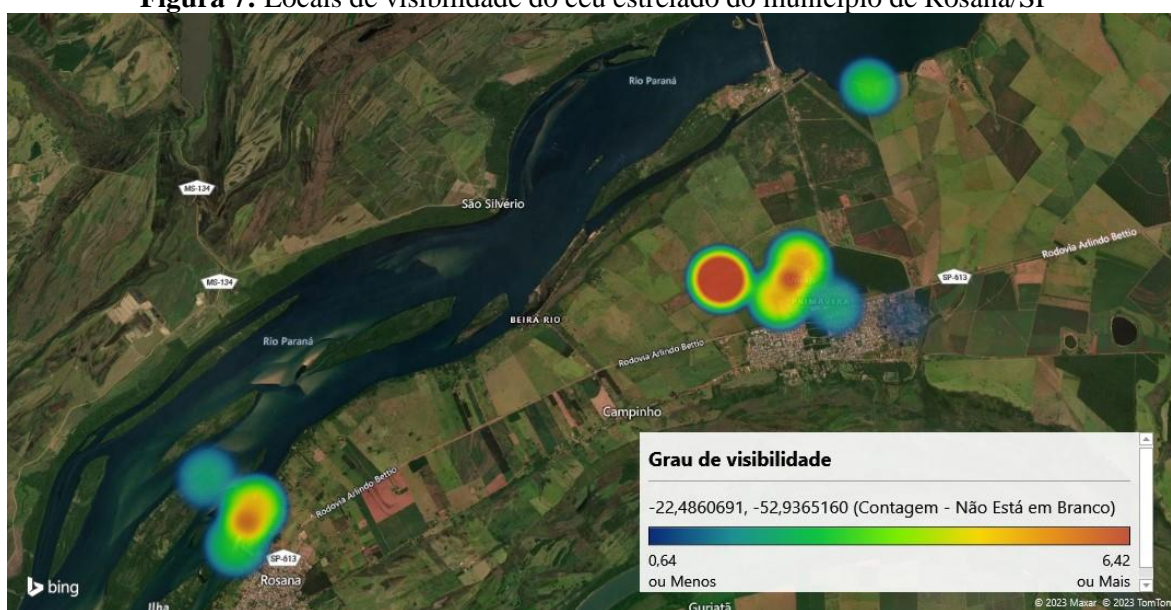 Figura 7: Locais de visibilidade do céu estrelado do município de Rosana/SP
Rio Paraná
MS-134
São Silvério
MS-134
Rodovia Arlindo Bettio
SP-613
PRIMAVERA
BEIRA RIO
Rio Paraná
Rodovia Arlindo Bettio
Campinho
Rodovia Arlindo Bettio
SP-613
Rosana
Ilha
Guriatã
bing
Grau de visibilidade
-22,4860691, -52,9365160 (Contagem - Não Está em Branco)
0,64 6,42
ou Menos ou Mais
© 2023 Maxar © 2023 TomTom